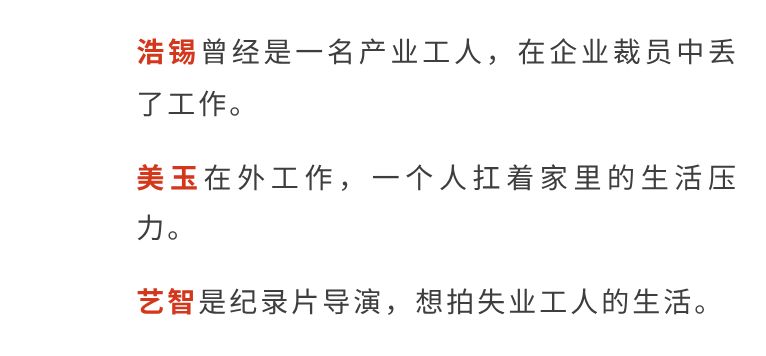 浩锡曾经是一名产业工人，在企业裁员中丢
了工作。
美玉在外工作，一个人扛着家里的生活压
力。
艺智是纪录片导演，想拍失业工人的生活。